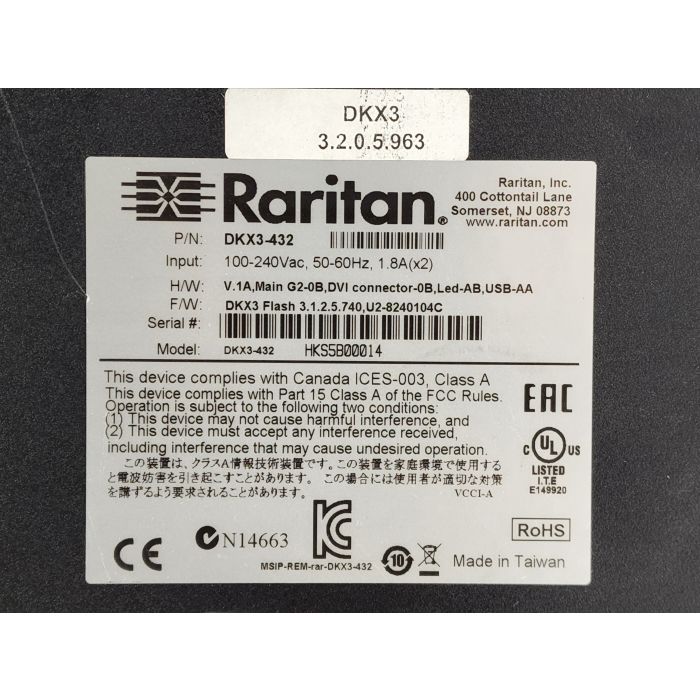 DKX3
3.2.0.5.963
Raritan®
Raritan, Inc.
400 Cottontail Lane
Somerset, NJ 08873
www.raritan.com
P/N: DKX3-432
Input: 100-240Vac, 50-60Hz, 1.8A(x2)
H/W: V.1A,Main G2-0B,DVI connector-0B,Led-AB,USB-AA
F/W: DKX3 Flash 3.1.2.5.740,U2-8240104C
Serial #:
Model: DKX3-432 HKS5B00014
This device complies with Canada ICES-003, Class A
This device complies with Part 15 Class A of the FCC Rules.
Operation is subject to the following two conditions:
(1) This device may not cause harmful interference, and
(2) This device must accept any interference received,
including interference that may cause undesired operation.
この装置は、クラスA情報技術装置です。この装置を家庭環境で使用する
と電波妨害を引き起こすことがあります。 この場合には使用者が適切な対策
を講ずるよう要求されることがあります。 VCCI-A
EAC
C UL® US
LISTED
I.T.E
E149920
RoHS
CE
N14663
KC
MSIP-REM-rar-DKX3-432
10
Made in Taiwan